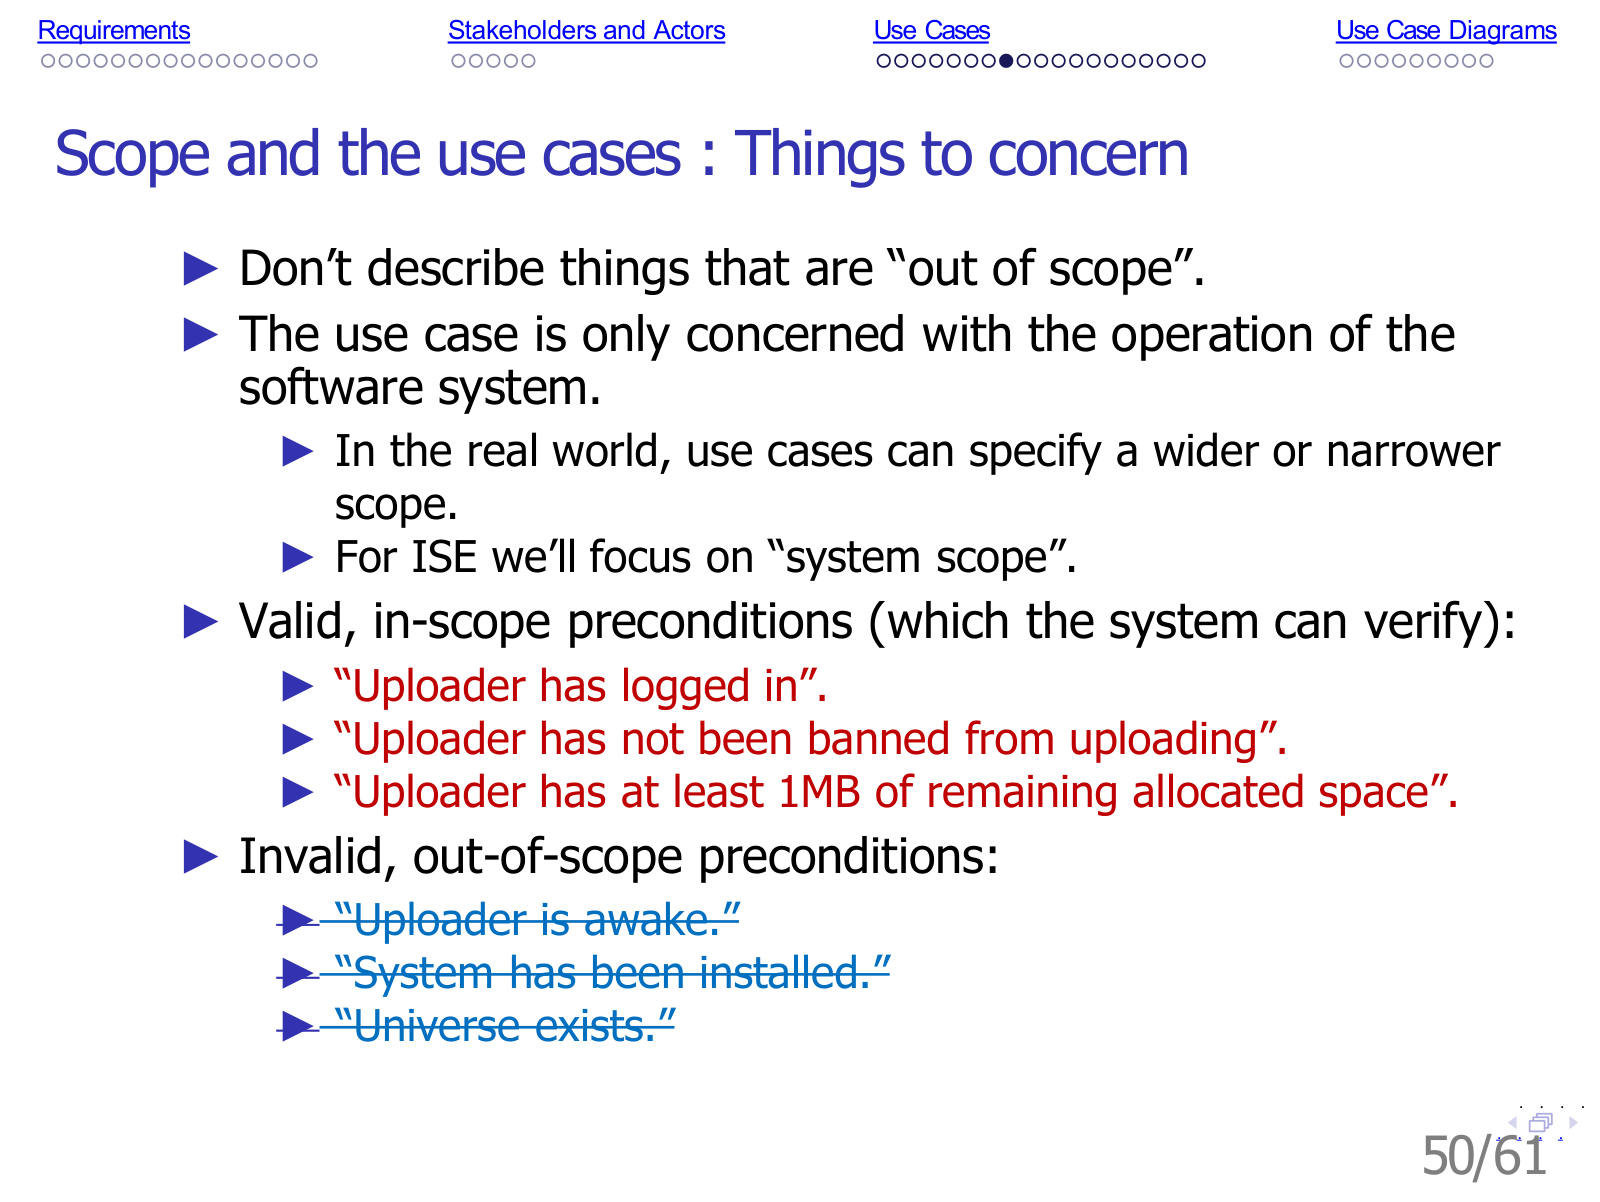 Requirements
Stakeholders and Actors
Use Cases
Use Case Diagrams
Scope and the use cases : Things to concern
► Don’t describe things that are “out of scope”.
► The use case is only concerned with the operation of the
software system.
► In the real world, use cases can specify a wider or narrower
scope.
► For ISE we’ll focus on “system scope”.
► Valid, in-scope preconditions (which the system can verify):
► “Uploader has logged in”.
► “Uploader has not been banned from uploading”.
► “Uploader has at least 1MB of remaining allocated space”.
► Invalid, out-of-scope preconditions:
► “Uploader is awake.”
► “System has been installed.”
► “Universe exists.”
50/61